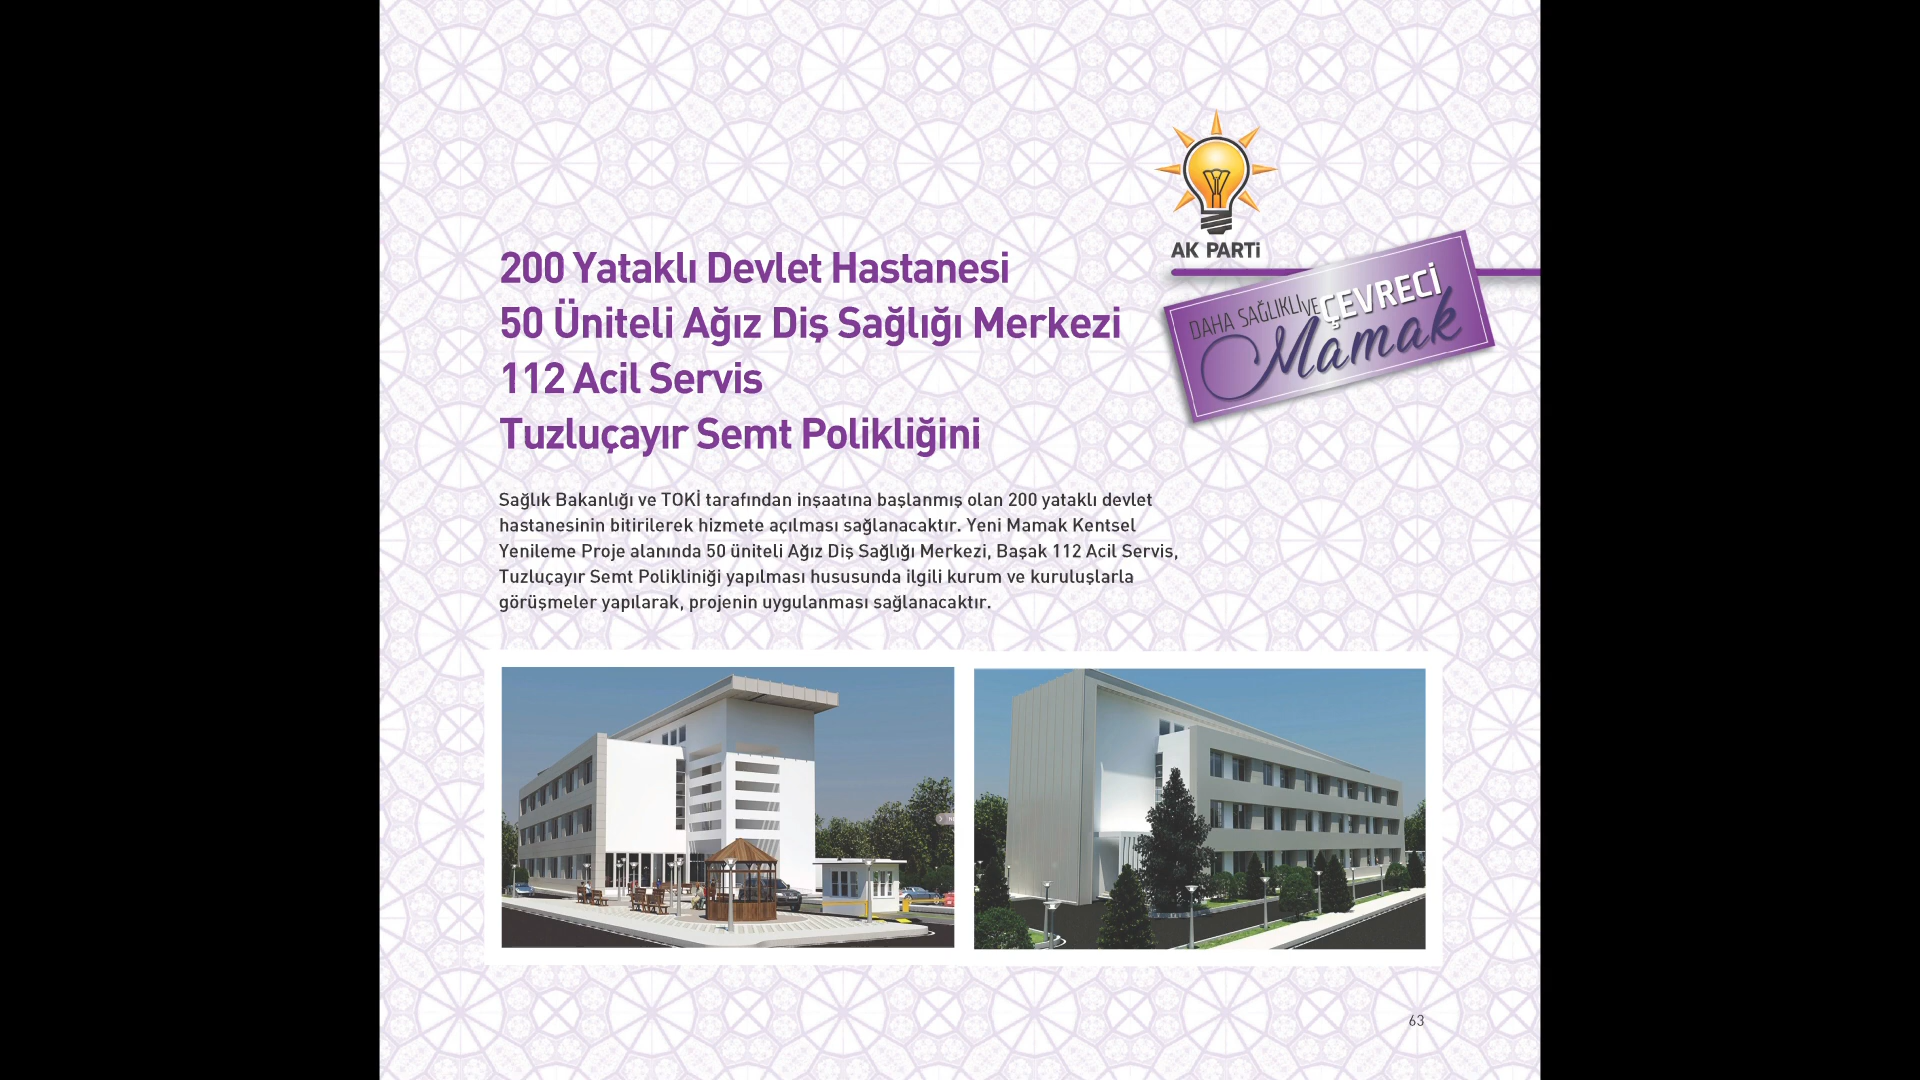 AK PARTİ
DAHA SAĞLIKLI VE ÇEVRECİ
Mamak
200 Yataklı Devlet Hastanesi
50 Üniteli Ağız Diş Sağlığı Merkezi
112 Acil Servis
Tuzluçayır Semt Polikliğini
Sağlık Bakanlığı ve TOKİ tarafından inşaatına başlanmış olan 200 yataklı devlet
hastanesinin bitirilerek hizmete açılması sağlanacaktır. Yeni Mamak Kentsel
Yenileme Proje alanında 50 üniteli Ağız Diş Sağlığı Merkezi, Başak 112 Acil Servis,
Tuzluçayır Semt Polikliniği yapılması hususunda ilgili kurum ve kuruluşlarla
görüşmeler yapılarak, projenin uygulanması sağlanacaktır.
63